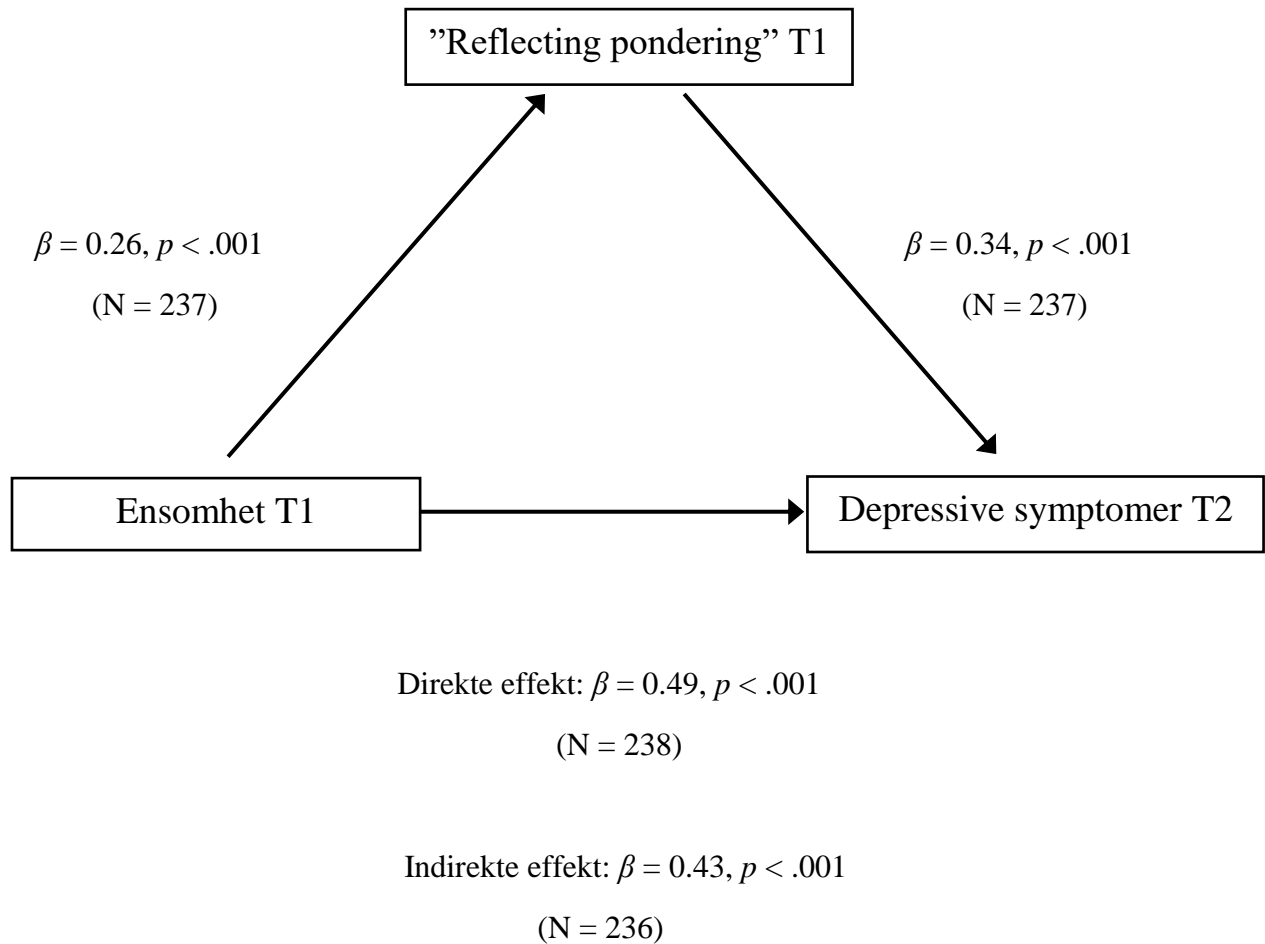 ”Reflecting pondering” T1
β = 0.26, p < .001
(N = 237)
β = 0.34, p < .001
(N = 237)
Ensomhet T1
Depressive symptomer T2
Direkte effekt: β = 0.49, p < .001
(N = 238)
Indirekte effekt: β = 0.43, p < .001
(N = 236)